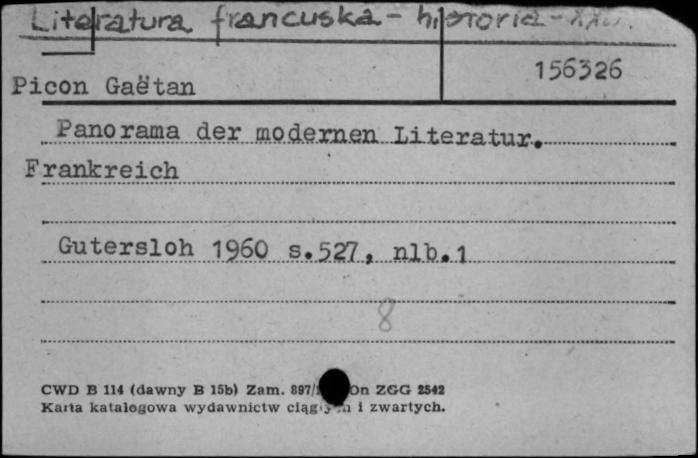 Literatura francuska - historia - XX w.
156326
Picon Gaëtan
Panorama der modernen Literatur.
Frankreich
Gutersloh 1960 s.527, nlb.1
8
CWD B 114 (dawny B 15b) Zam. 897/ On ZGG 2542
Karta katalogowa wydawnictw i zwartych.